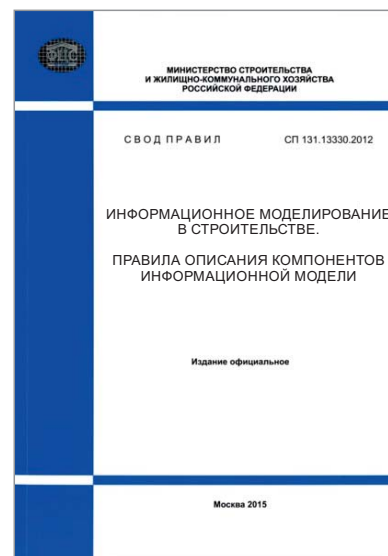 МИНИСТЕРСТВО СТРОИТЕЛЬСТВА
И ЖИЛИЩНО-КОММУНАЛЬНОГО ХОЗЯЙСТВА
РОССИЙСКОЙ ФЕДЕРАЦИИ
СВОД ПРАВИЛ СП 131.13330.2012
ИНФОРМАЦИОННОЕ МОДЕЛИРОВАНИЕ
В СТРОИТЕЛЬСТВЕ.
ПРАВИЛА ОПИСАНИЯ КОМПОНЕНТОВ
ИНФОРМАЦИОННОЙ МОДЕЛИ
Издание официальное
Москва 2015